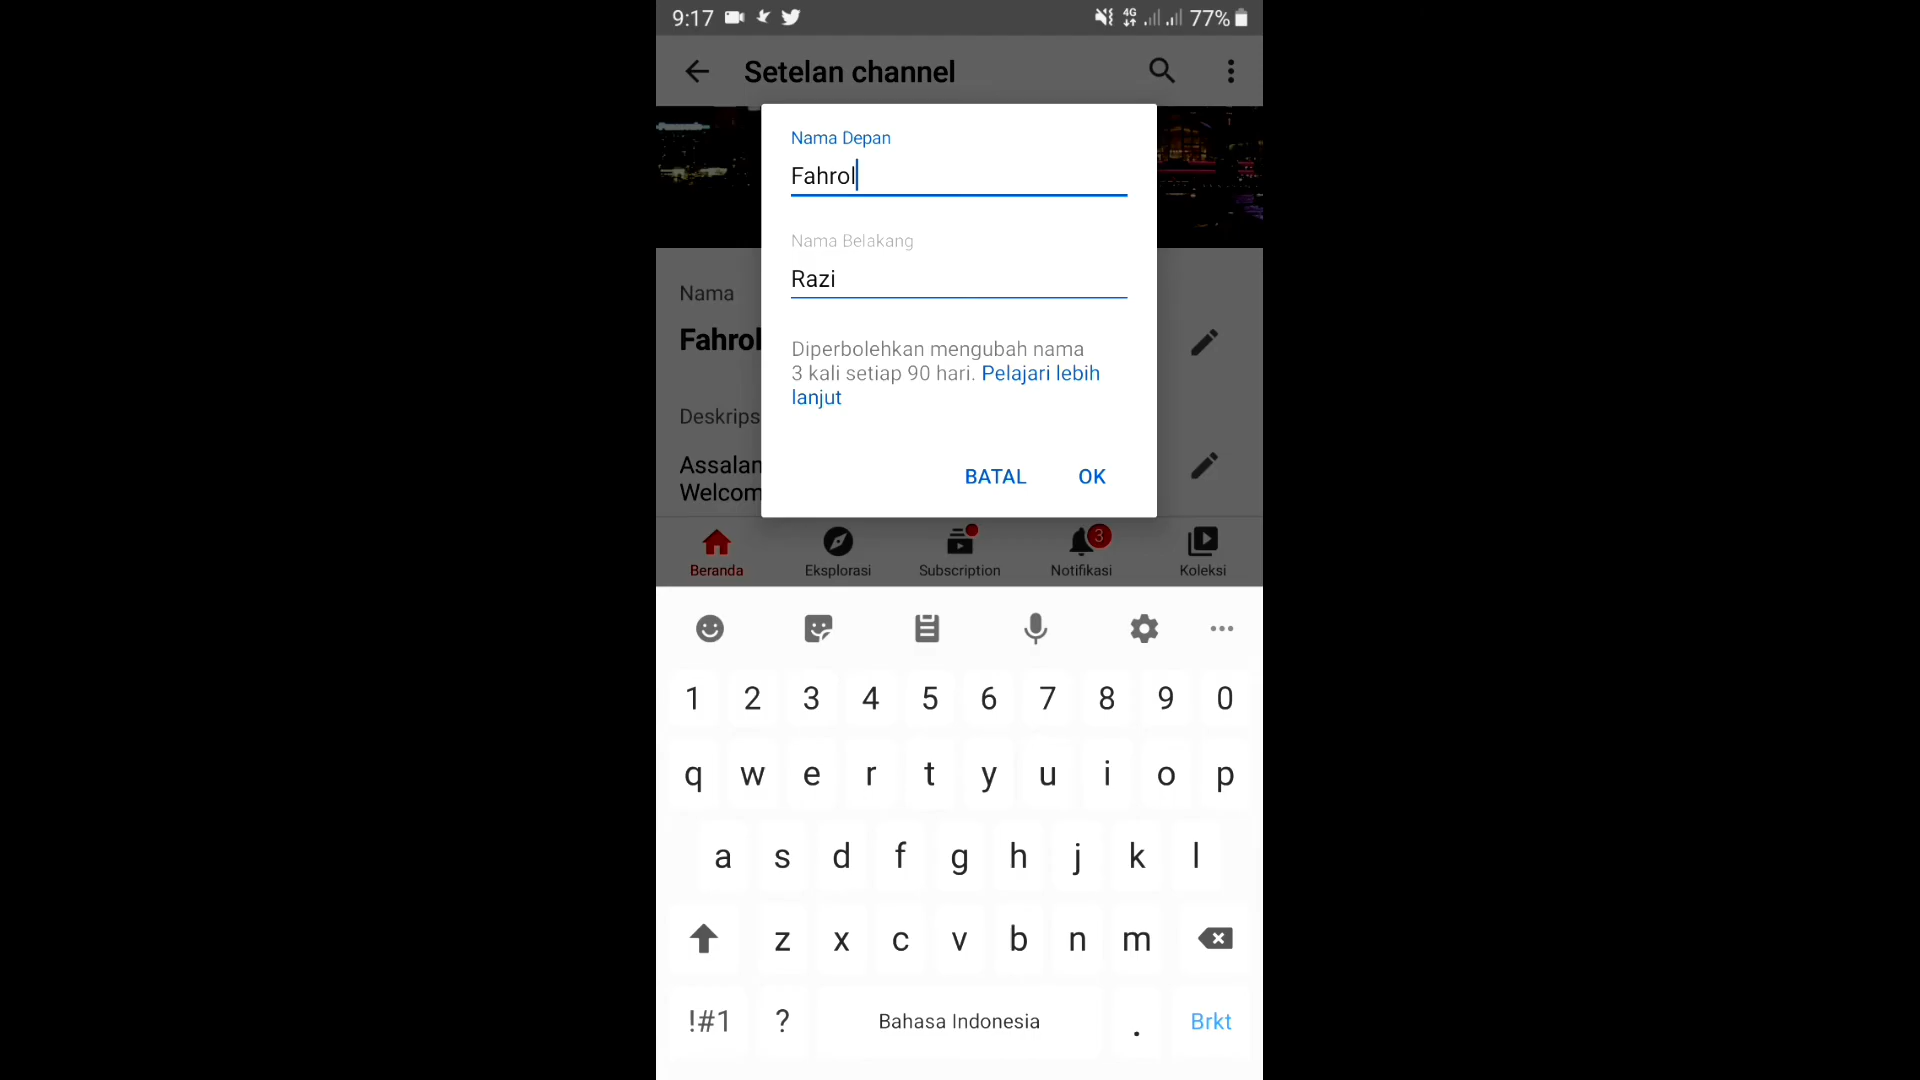 9:17
4G
77%
Setelan channel
Nama Depan
Fahrol
Nama Belakang
Razi
Diperbolehkan mengubah nama
3 kali setiap 90 hari. Pelajari lebih
lanjut
BATAL OK
Nama
Fahrol
Deskrips
Assalan
Welcom
Beranda Eksplorasi Subscription Notifikasi Koleksi
3
1 2 3 4 5 6 7 8 9 0
q w e r t y u i o p
a s d f g h j k l
z x c v b n m
!#1 ? Bahasa Indonesia . Brkt